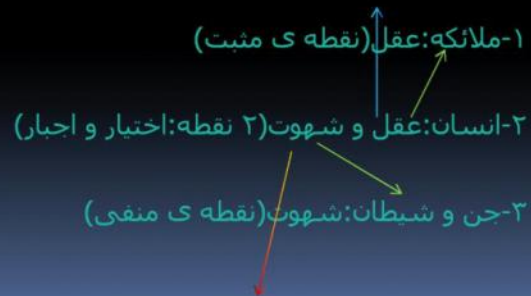 ۱-ملائکه:عقل(نقطه ی مثبت)
۲-انسان:عقل و شهوت(۲ نقطه:اختیار و اجبار)
۳-جن و شیطان:شهوت(نقطه ی منفی)